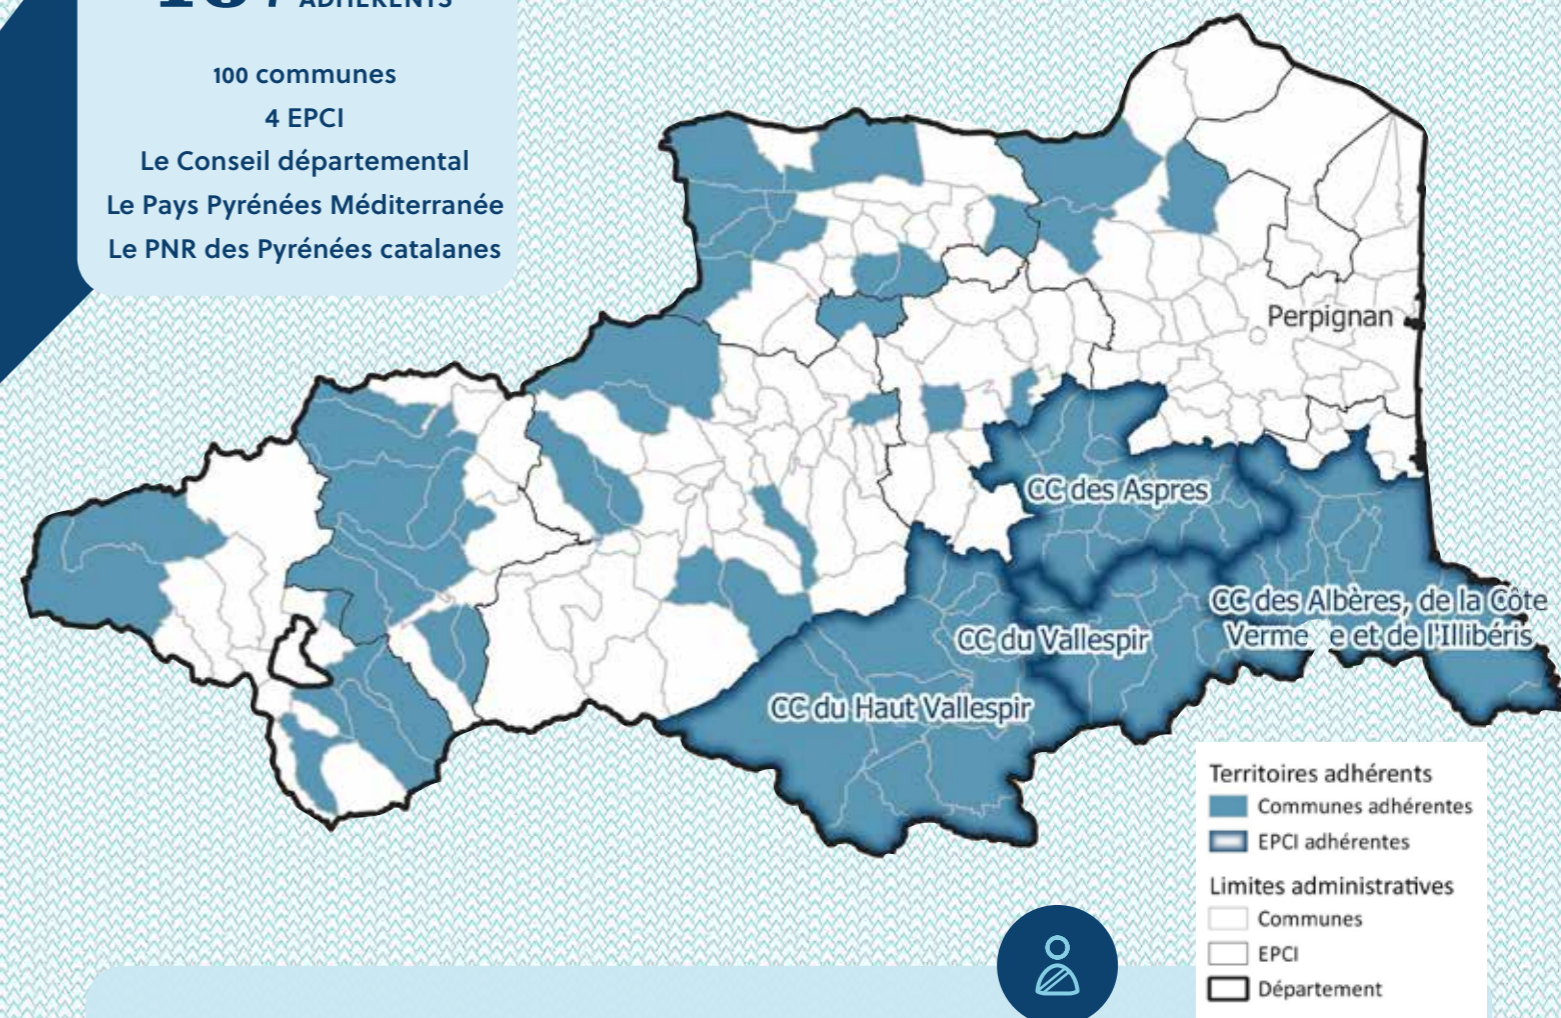 ADHÉRENTS
100 communes
4 EPCI
Le Conseil départemental
Le Pays Pyrénées Méditerranée
Le PNR des Pyrénées catalanes
Perpignan
CC des Aspres
CC des Albères, de la Côte
Verme e et de l'Illibéris
CC du Vallespir
CC du Haut Vallespir
Territoires adhérents
Communes adhérentes
EPCI adhérentes
Limites administratives
Communes
EPCI
Département